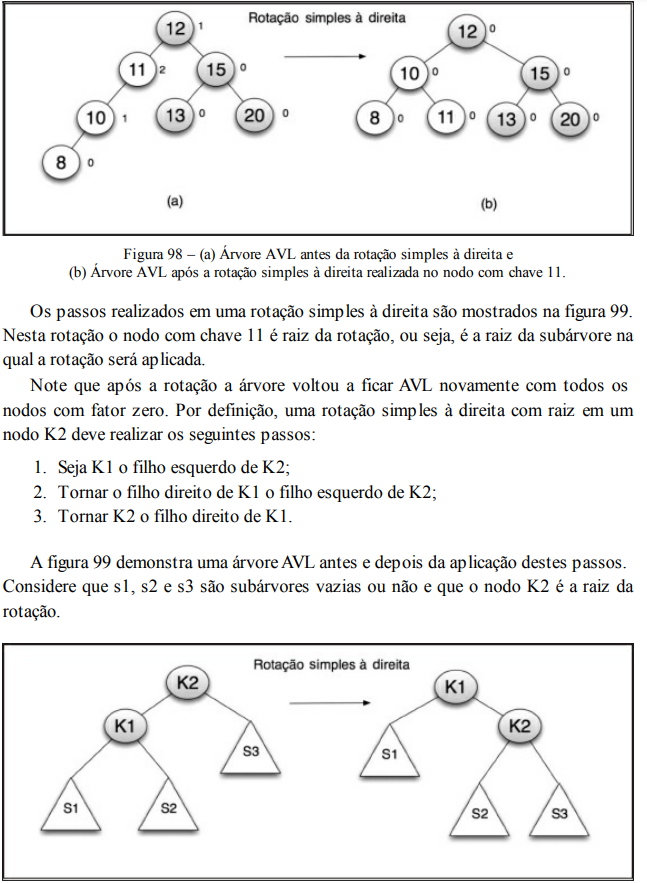 Rotação simples à direita
12 1
12 0
11 2
15 0
10 0
15 0
10 1
13 0
20 0
8 0
11 0
13 0
20 0
8 0
(a)
(b)
Figura 98 – (a) Árvore AVL antes da rotação simples à direita e
(b) Árvore AVL após a rotação simples à direita realizada no nodo com chave 11.
Os passos realizados em uma rotação simples à direita são mostrados na figura 99.
Nesta rotação o nodo com chave 11 é raiz da rotação, ou seja, é a raiz da subárvore na
qual a rotação será aplicada.
Note que após a rotação a árvore voltou a ficar AVL novamente com todos os
nodos com fator zero. Por definição, uma rotação simples à direita com raiz em um
nodo K2 deve realizar os seguintes passos:
1. Seja K1 o filho esquerdo de K2;
2. Tornar o filho direito de K1 o filho esquerdo de K2;
3. Tornar K2 o filho direito de K1.
A figura 99 demonstra uma árvore AVL antes e depois da aplicação destes passos.
Considere que s1, s2 e s3 são subárvores vazias ou não e que o nodo K2 é a raiz da
rotação.
Rotação simples à direita
K2
K1
K1
K2
S3
S1
S1
S2
S2
S3